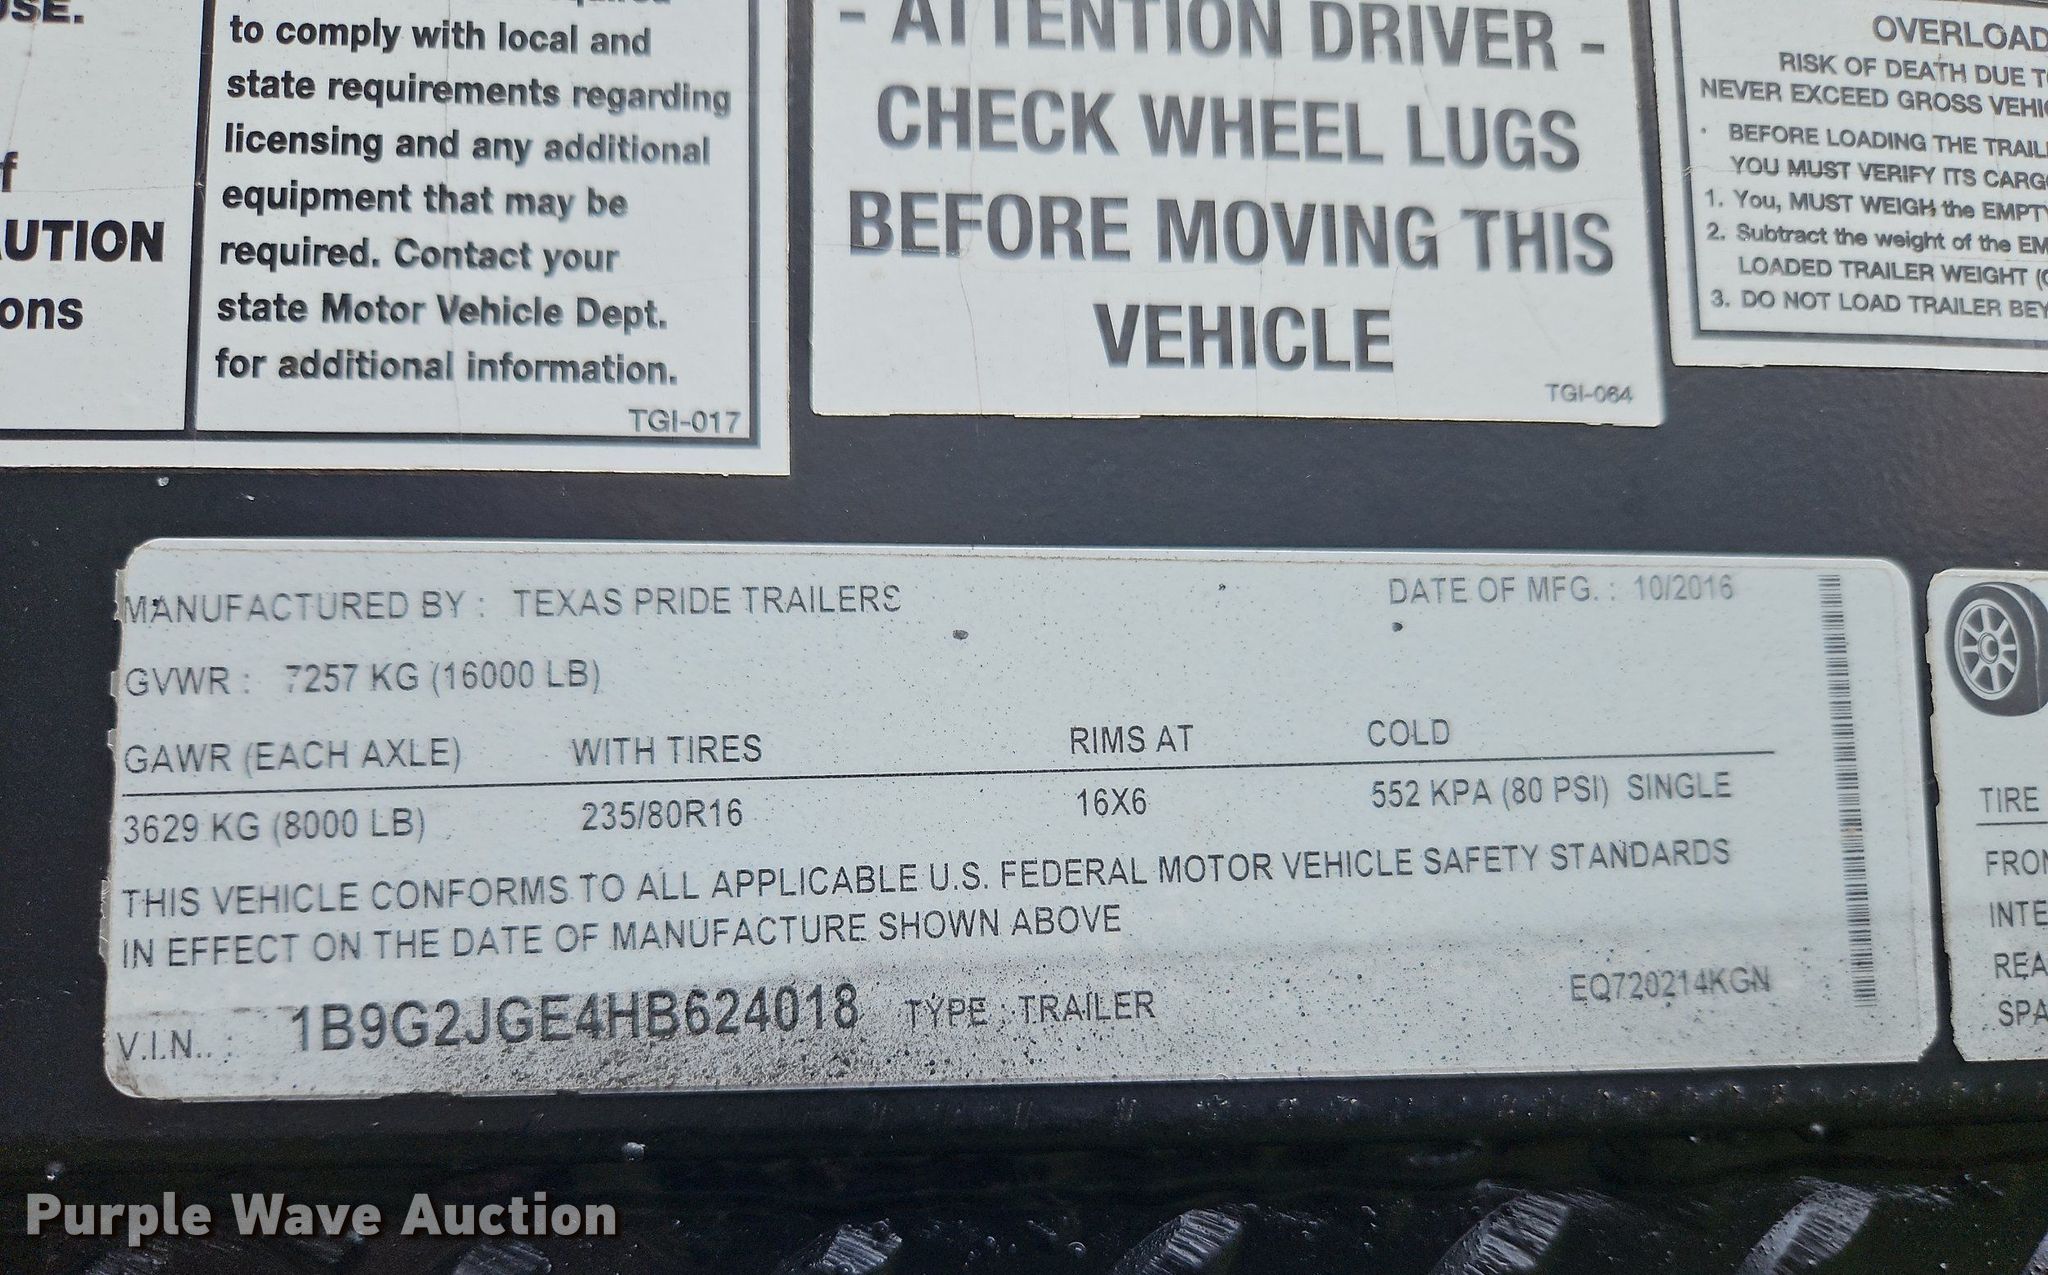 USE.
f
AUTION
ons
to comply with local and
state requirements regarding
licensing and any additional
equipment that may be
required. Contact your
state Motor Vehicle Dept.
for additional information.
TGI-017
- ATTENTION DRIVER -
CHECK WHEEL LUGS
BEFORE MOVING THIS
VEHICLE
TGI-064
OVERLOAD
RISK OF DEATH DUE TO
NEVER EXCEED GROSS VEHIC
· BEFORE LOADING THE TRAIL
YOU MUST VERIFY ITS CARGO
1. You, MUST WEIGH the EMPTY
2. Subtract the weight of the EM
LOADED TRAILER WEIGHT (G
3. DO NOT LOAD TRAILER BEY
MANUFACTURED BY : TEXAS PRIDE TRAILERS DATE OF MFG. : 10/2016
GVWR : 7257 KG (16000 LB)
GAWR (EACH AXLE) WITH TIRES RIMS AT COLD
3629 KG (8000 LB) 235/80R16 16X6 552 KPA (80 PSI) SINGLE
THIS VEHICLE CONFORMS TO ALL APPLICABLE U.S. FEDERAL MOTOR VEHICLE SAFETY STANDARDS
IN EFFECT ON THE DATE OF MANUFACTURE SHOWN ABOVE
V.I.N.. : 1B9G2JGE4HB624018 TYPE : TRAILER EQ720214KGN
TIRE
FRON
INTE
REA
SPA
Purple Wave Auction